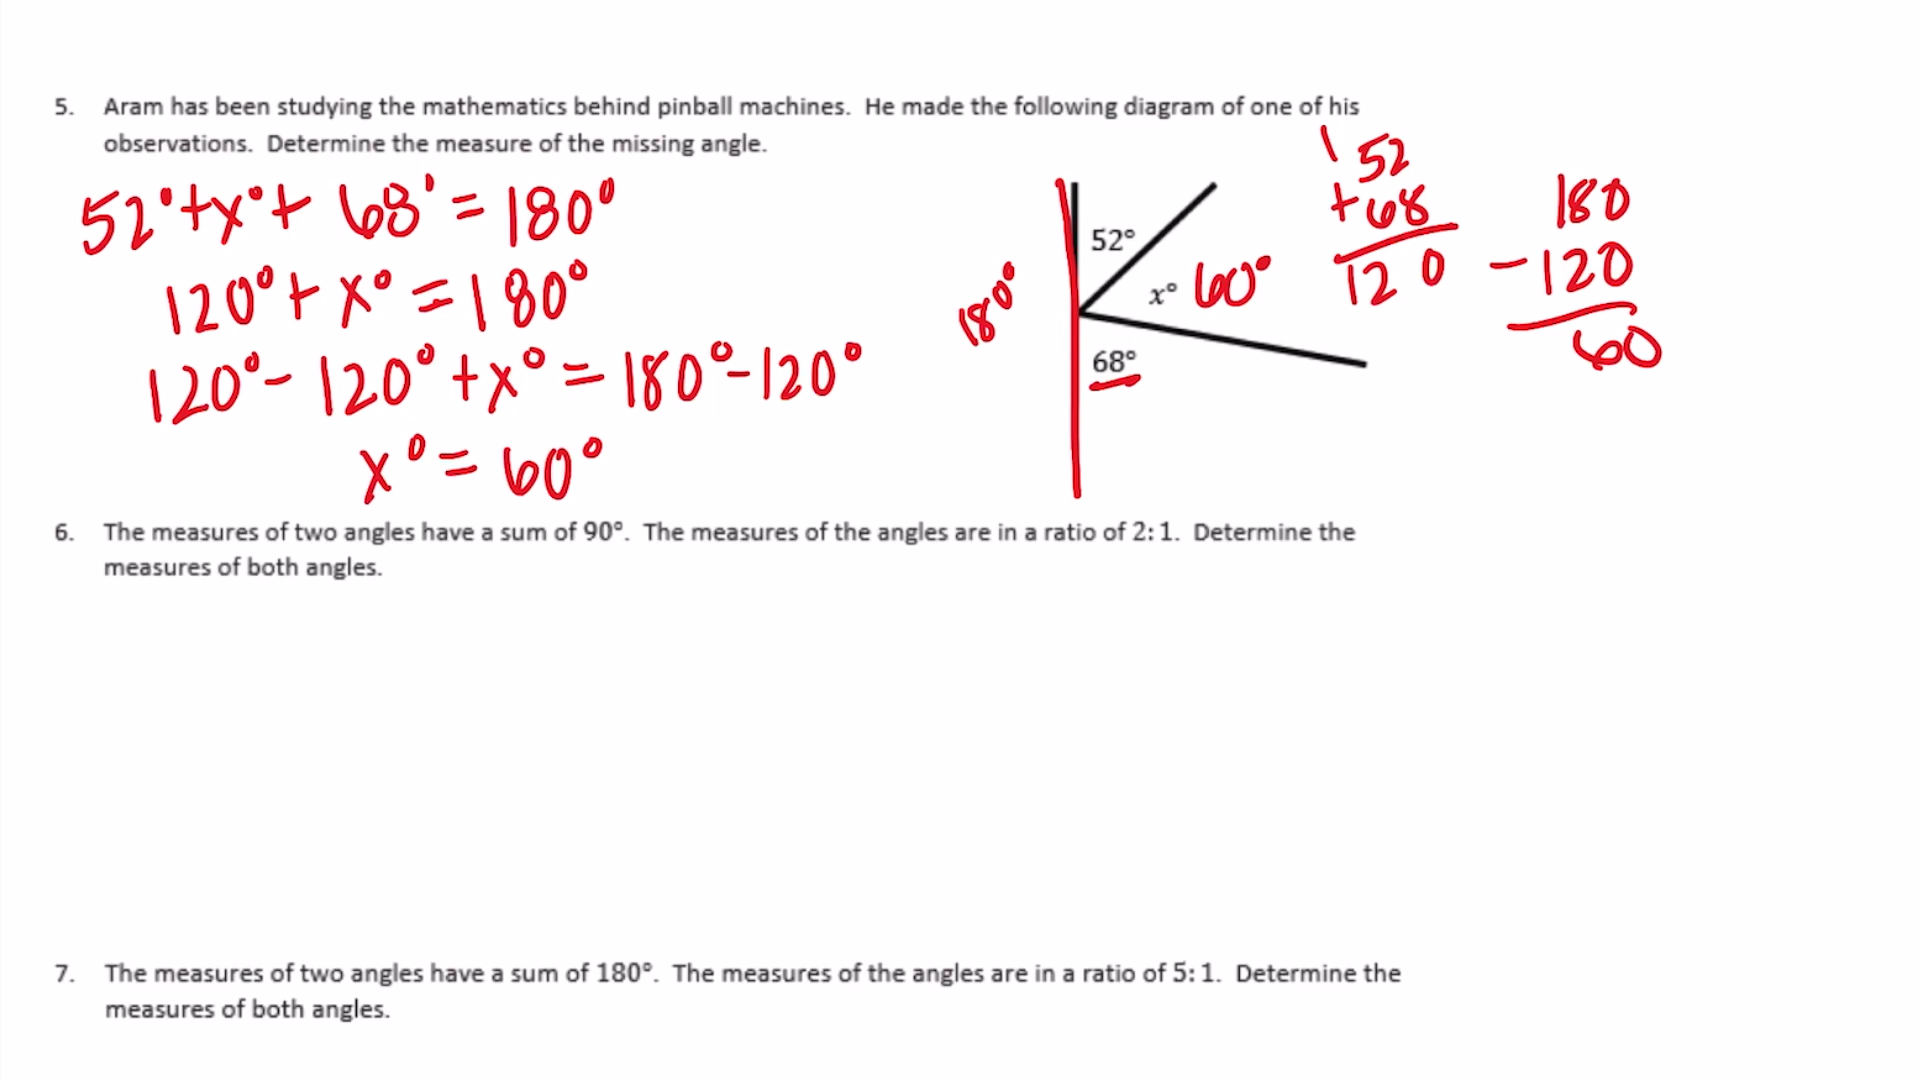 5. Aram has been studying the mathematics behind pinball machines. He made the following diagram of one of his
observations. Determine the measure of the missing angle.
52°+x°+ 68° = 180°
120°+ x° = 180°
120°- 120° + x° = 180°-120°
x° = 60°
180°
52°
x° 60°
68°
1
52
+68
120
180
-120
60
6. The measures of two angles have a sum of 90°. The measures of the angles are in a ratio of 2: 1. Determine the
measures of both angles.
7. The measures of two angles have a sum of 180°. The measures of the angles are in a ratio of 5: 1. Determine the
measures of both angles.